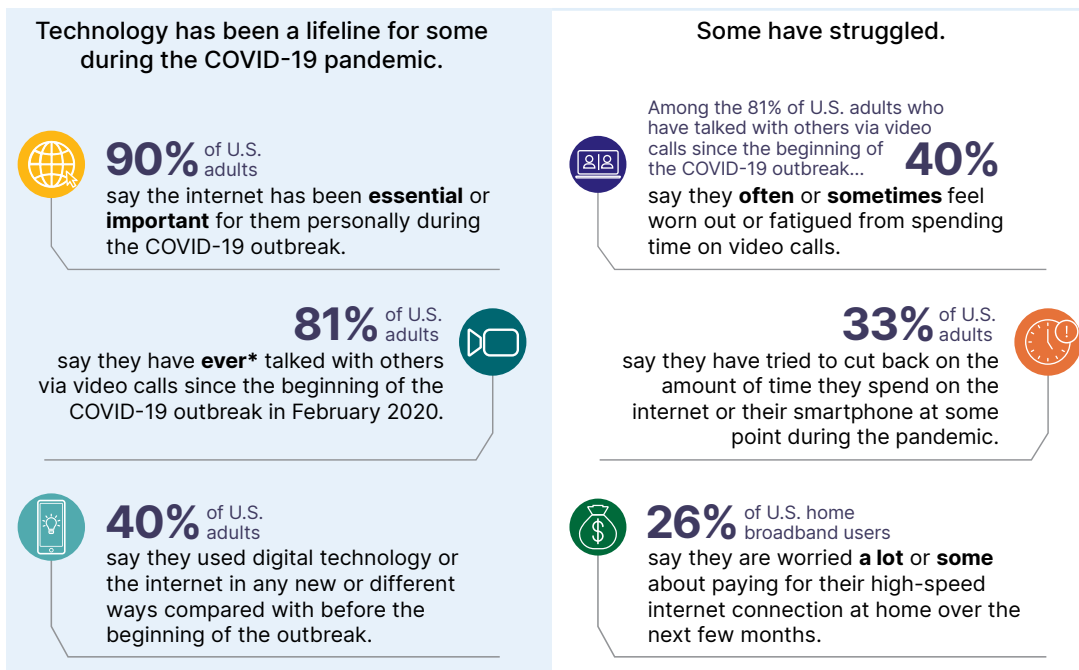 Technology has been a lifeline for some
during the COVID-19 pandemic.
90% of U.S.
adults
say the internet has been essential or
important for them personally during
the COVID-19 outbreak.
81% of U.S.
adults
say they have ever* talked with others
via video calls since the beginning of the
COVID-19 outbreak in February 2020.
40% of U.S.
adults
say they used digital technology or
the internet in any new or different
ways compared with before the
beginning of the outbreak.
Some have struggled.
Among the 81% of U.S. adults who
have talked with others via video
calls since the beginning of
the COVID-19 outbreak... 40%
say they often or sometimes feel
worn out or fatigued from spending
time on video calls.
33% of U.S.
adults
say they have tried to cut back on the
amount of time they spend on the
internet or their smartphone at some
point during the pandemic.
26% of U.S. home
broadband users
say they are worried a lot or some
about paying for their high-speed
internet connection at home over the
next few months.